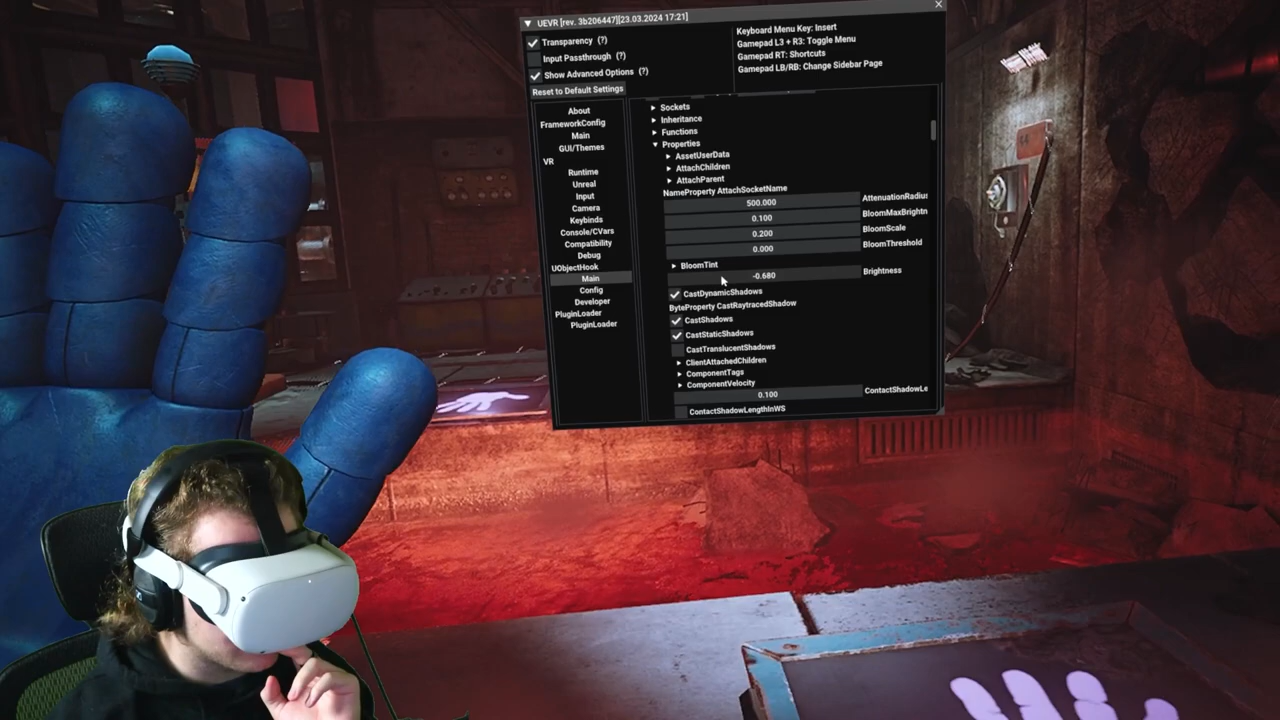 UEVR [rev. 3b206447][23.03.2024 17:21]
Transparency (?)
Input Passthrough (?)
Show Advanced Options (?)
Reset to Default Settings
Keyboard Menu Key: Insert
Gamepad L3 + R3: Toggle Menu
Gamepad RT: Shortcuts
Gamepad LB/RB: Change Sidebar Page
About
FrameworkConfig
Main
GUI/Themes
VR
Runtime
Unreal
Input
Camera
Keybinds
Console/CVars
Compatibility
Debug
UObjectHook
Main
Config
Developer
PluginLoader
PluginLoader
Sockets
Inheritance
Functions
Properties
AssetUserData
AttachChildren
AttachParent
NameProperty AttachSocketName
500.000 AttenuationRadiu
0.100 BloomMaxBrightn
0.200 BloomScale
0.000 BloomThreshold
BloomTint
-0.680 Brightness
CastDynamicShadows
ByteProperty CastRaytracedShadow
CastShadows
CastStaticShadows
CastTranslucentShadows
ClientAttachedChildren
ComponentTags
ComponentVelocity
0.100 ContactShadowLe
ContactShadowLengthInWS